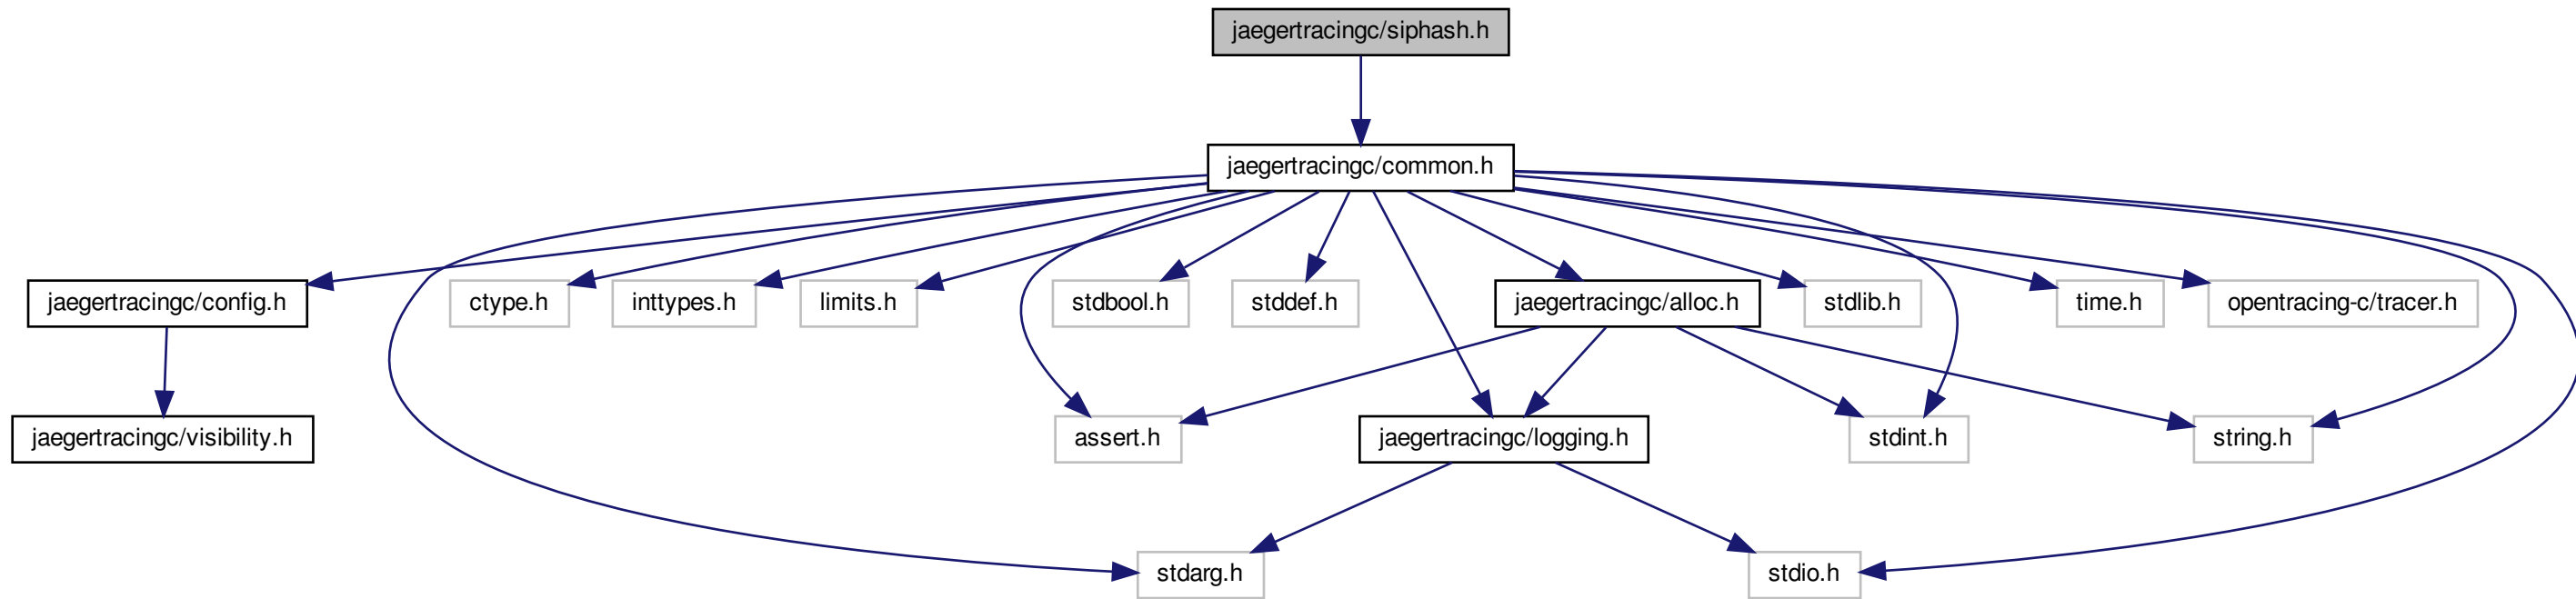 jaegertracingc/siphash.h
jaegertracingc/common.h
jaegertracingc/config.h
ctype.h
inttypes.h
limits.h
stdbool.h
stddef.h
jaegertracingc/alloc.h
stdlib.h
time.h
opentracing-c/tracer.h
jaegertracingc/visibility.h
assert.h
jaegertracingc/logging.h
stdint.h
string.h
stdarg.h
stdio.h